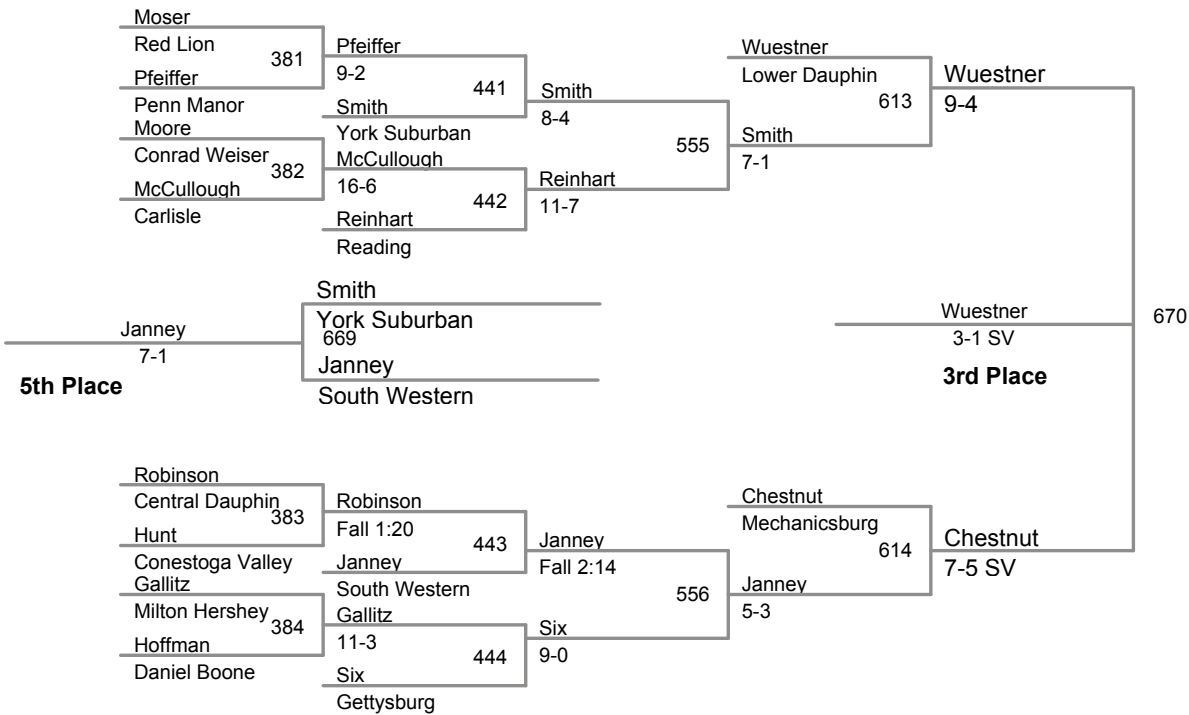 Moser
Red Lion
381
Pfeiffer
Penn Manor
Moore
Conrad Weiser
382
McCullough
Carlisle
Pfeiffer
9-2
441
Smith
York Suburban
McCullough
16-6
442
Reinhart
Reading
Smith
8-4
555
Reinhart
11-7
Wuestner
Lower Dauphin
613
Smith
7-1
Wuestner
9-4
Janney
7-1
5th Place
Smith
York Suburban
669
Janney
South Western
Wuestner
3-1 SV
3rd Place
670
Robinson
Central Dauphin
383
Hunt
Conestoga Valley
Gallitz
Milton Hershey
384
Hoffman
Daniel Boone
Robinson
Fall 1:20
443
Janney
South Western
Gallitz
11-3
444
Six
Gettysburg
Janney
Fall 2:14
556
Six
9-0
Chestnut
Mechanicsburg
614
Janney
5-3
Chestnut
7-5 SV